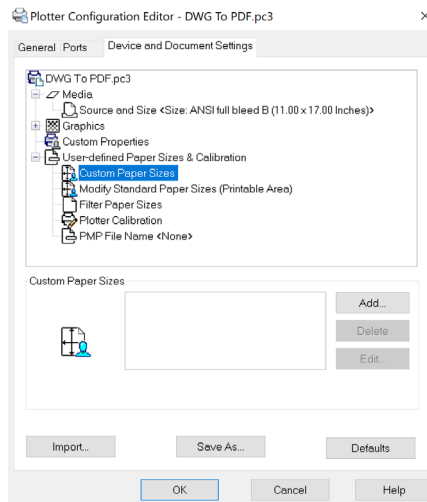 Plotter Configuration Editor - DWG To PDF.pc3
General Ports Device and Document Settings
DWG To PDF.pc3
Media
Source and Size <Size: ANSI full bleed B (11.00 x 17.00 Inches)>
Graphics
Custom Properties
User-defined Paper Sizes & Calibration
Custom Paper Sizes
Modify Standard Paper Sizes (Printable Area)
Filter Paper Sizes
Plotter Calibration
PMP File Name <None>
Custom Paper Sizes
Add...
Delete
Edit...
Import... Save As... Defaults
OK Cancel Help